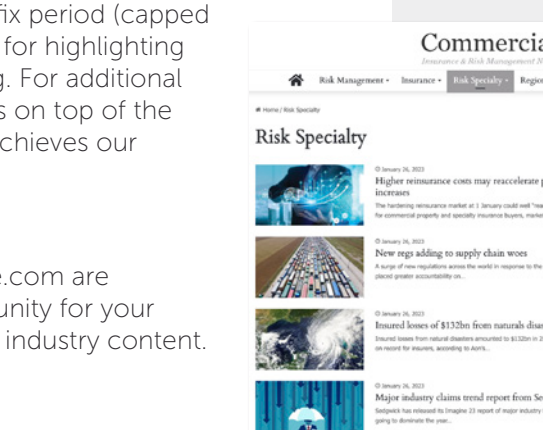 fix period (capped
for highlighting
g. For additional
s on top of the
chieves our
e.com are
unity for your
industry content.
Commercia
Insurance & Risk Management N
Risk Management Insurance Risk Specialty Region
Home / Risk Specialty
Risk Specialty
January 26, 2023
Higher reinsurance costs may reaccelerate p
increases
The hardening reinsurance market at 1 January could well "rea
for commercial property and specialty insurance buyers, market
January 26, 2023
New regs adding to supply chain woes
A surge of new regulations across the world in response to the
placed greater accountability on...
January 26, 2023
Insured losses of $132bn from naturals disas
Insured losses from natural disasters amounted to $132bn in 2
on record for insurers, according to Aon's...
January 26, 2023
Major industry claims trend report from Se
Sedgwick has released its Imagine 23 report of major industry
going to dominate the year...